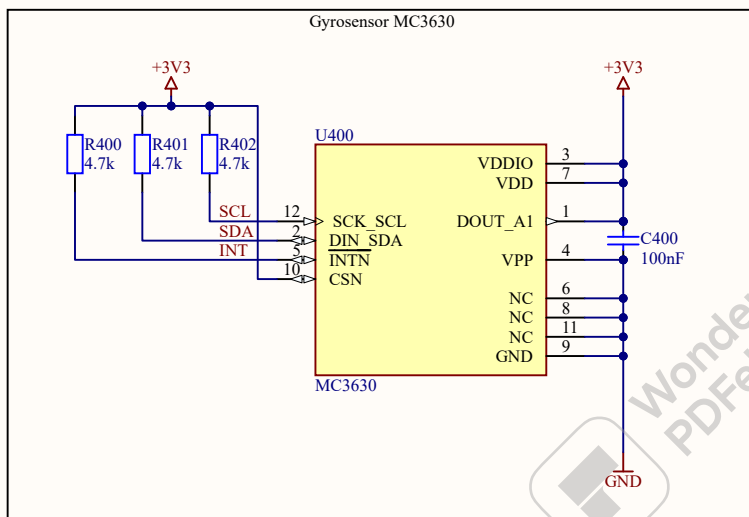 Gyrosensor MC3630
+3V3
+3V3
R400
4.7k
R401
4.7k
R402
4.7k
U400
SCL
SDA
INT
12
2
5
10
SCK_SCL
DIN_SDA
INTN
CSN
VDDIO
VDD
DOUT_A1
VPP
NC
NC
NC
GND
3
7
1
4
6
8
11
9
C400
100nF
MC3630
GND
Wonder
PDFel